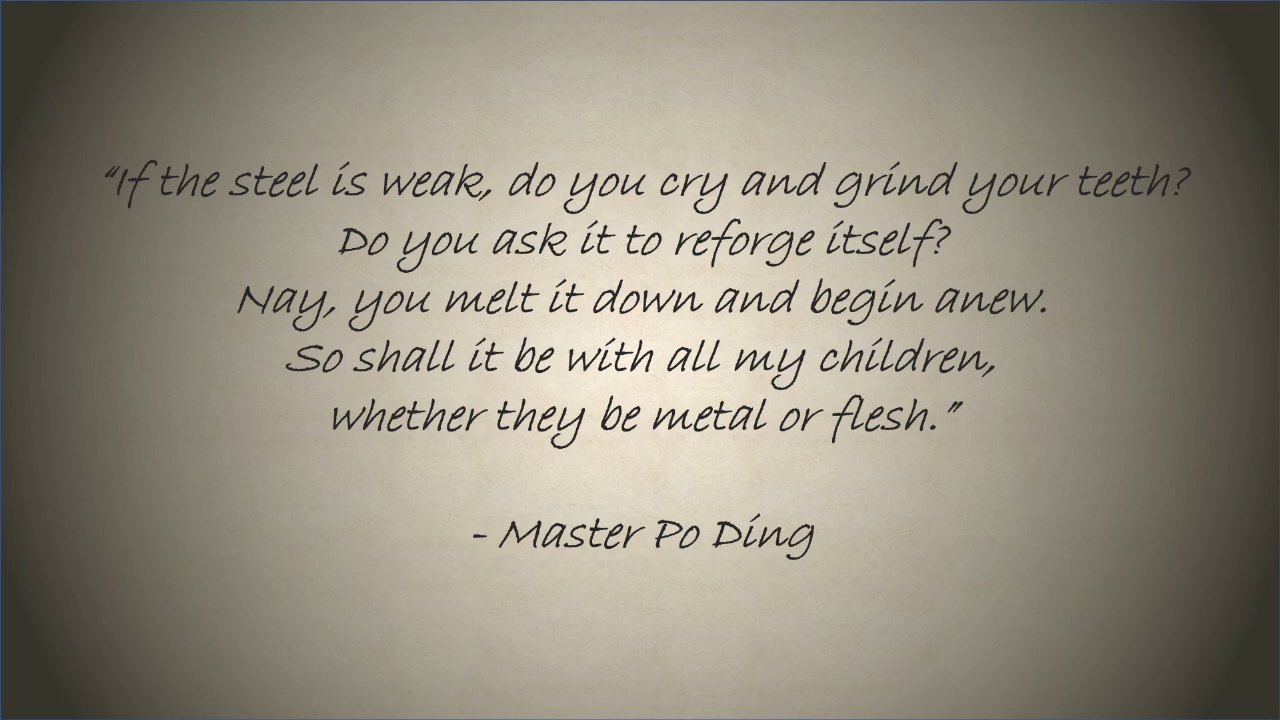 “If the steel is weak, do you cry and grind your teeth?
Do you ask it to reforge itself?
Nay, you melt it down and begin anew.
So shall it be with all my children,
whether they be metal or flesh.”
- Master Po Ding